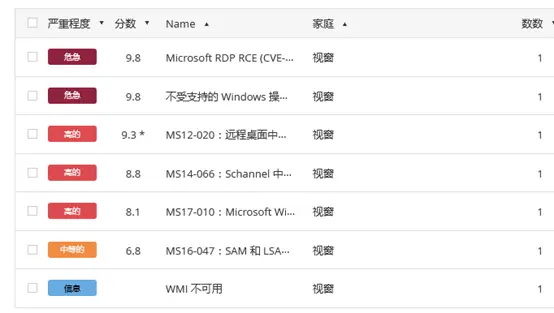 严重程度 ▼ 分数 ▼ Name ▲ 家庭 ▲ 数数
危急 9.8 Microsoft RDP RCE (CVE-... 视窗 1
危急 9.8 不受支持的 Windows 操... 视窗 1
高的 9.3 * MS12-020：远程桌面中... 视窗 1
高的 8.8 MS14-066：Schannel 中... 视窗 1
高的 8.1 MS17-010：Microsoft Wi... 视窗 1
中等的 6.8 MS16-047：SAM 和 LSA... 视窗 1
信息 WMI 不可用 视窗 1